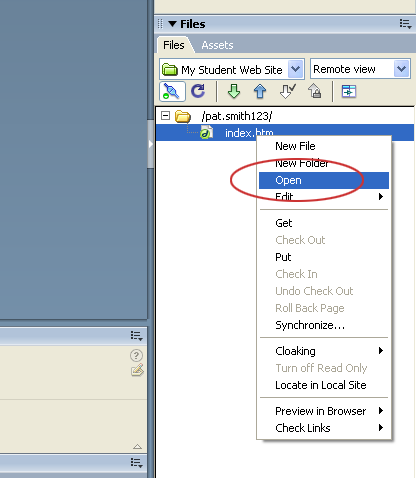 Files
Files Assets
My Student Web Site Remote view
/pat.smith123/
index.htm
New File
New Folder
Open
Edit
Get
Check Out
Put
Check In
Undo Check Out
Roll Back Page
Synchronize...
Cloaking
Turn off Read Only
Locate in Local Site
Preview in Browser
Check Links